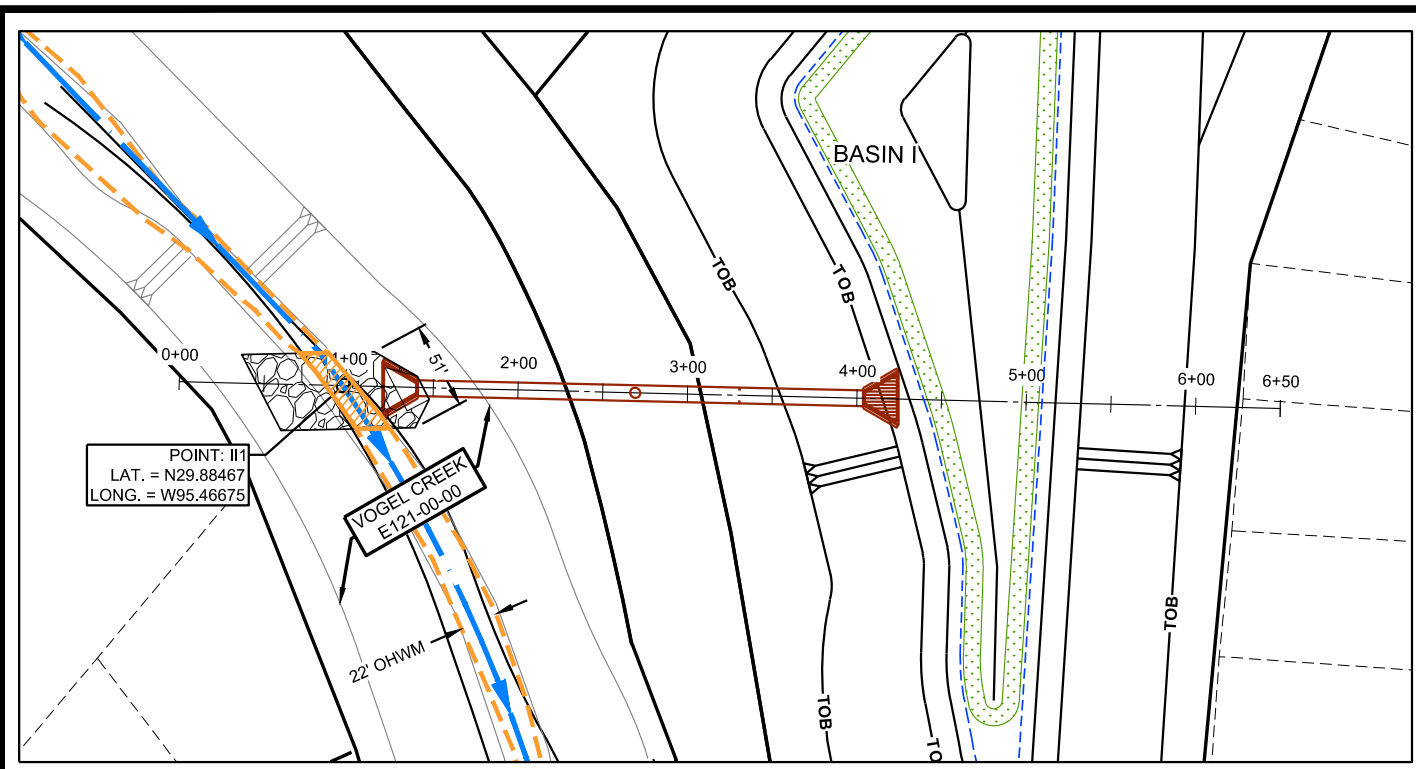 BASIN I
TOB
TOB
0+00
1+00
51'
2+00
3+00
4+00
5+00
6+00
6+50
POINT: II1
LAT. = N29.88467
LONG. = W95.46675
VOGEL CREEK
E121-00-00
22' OHWM
TOB
TOB
TO